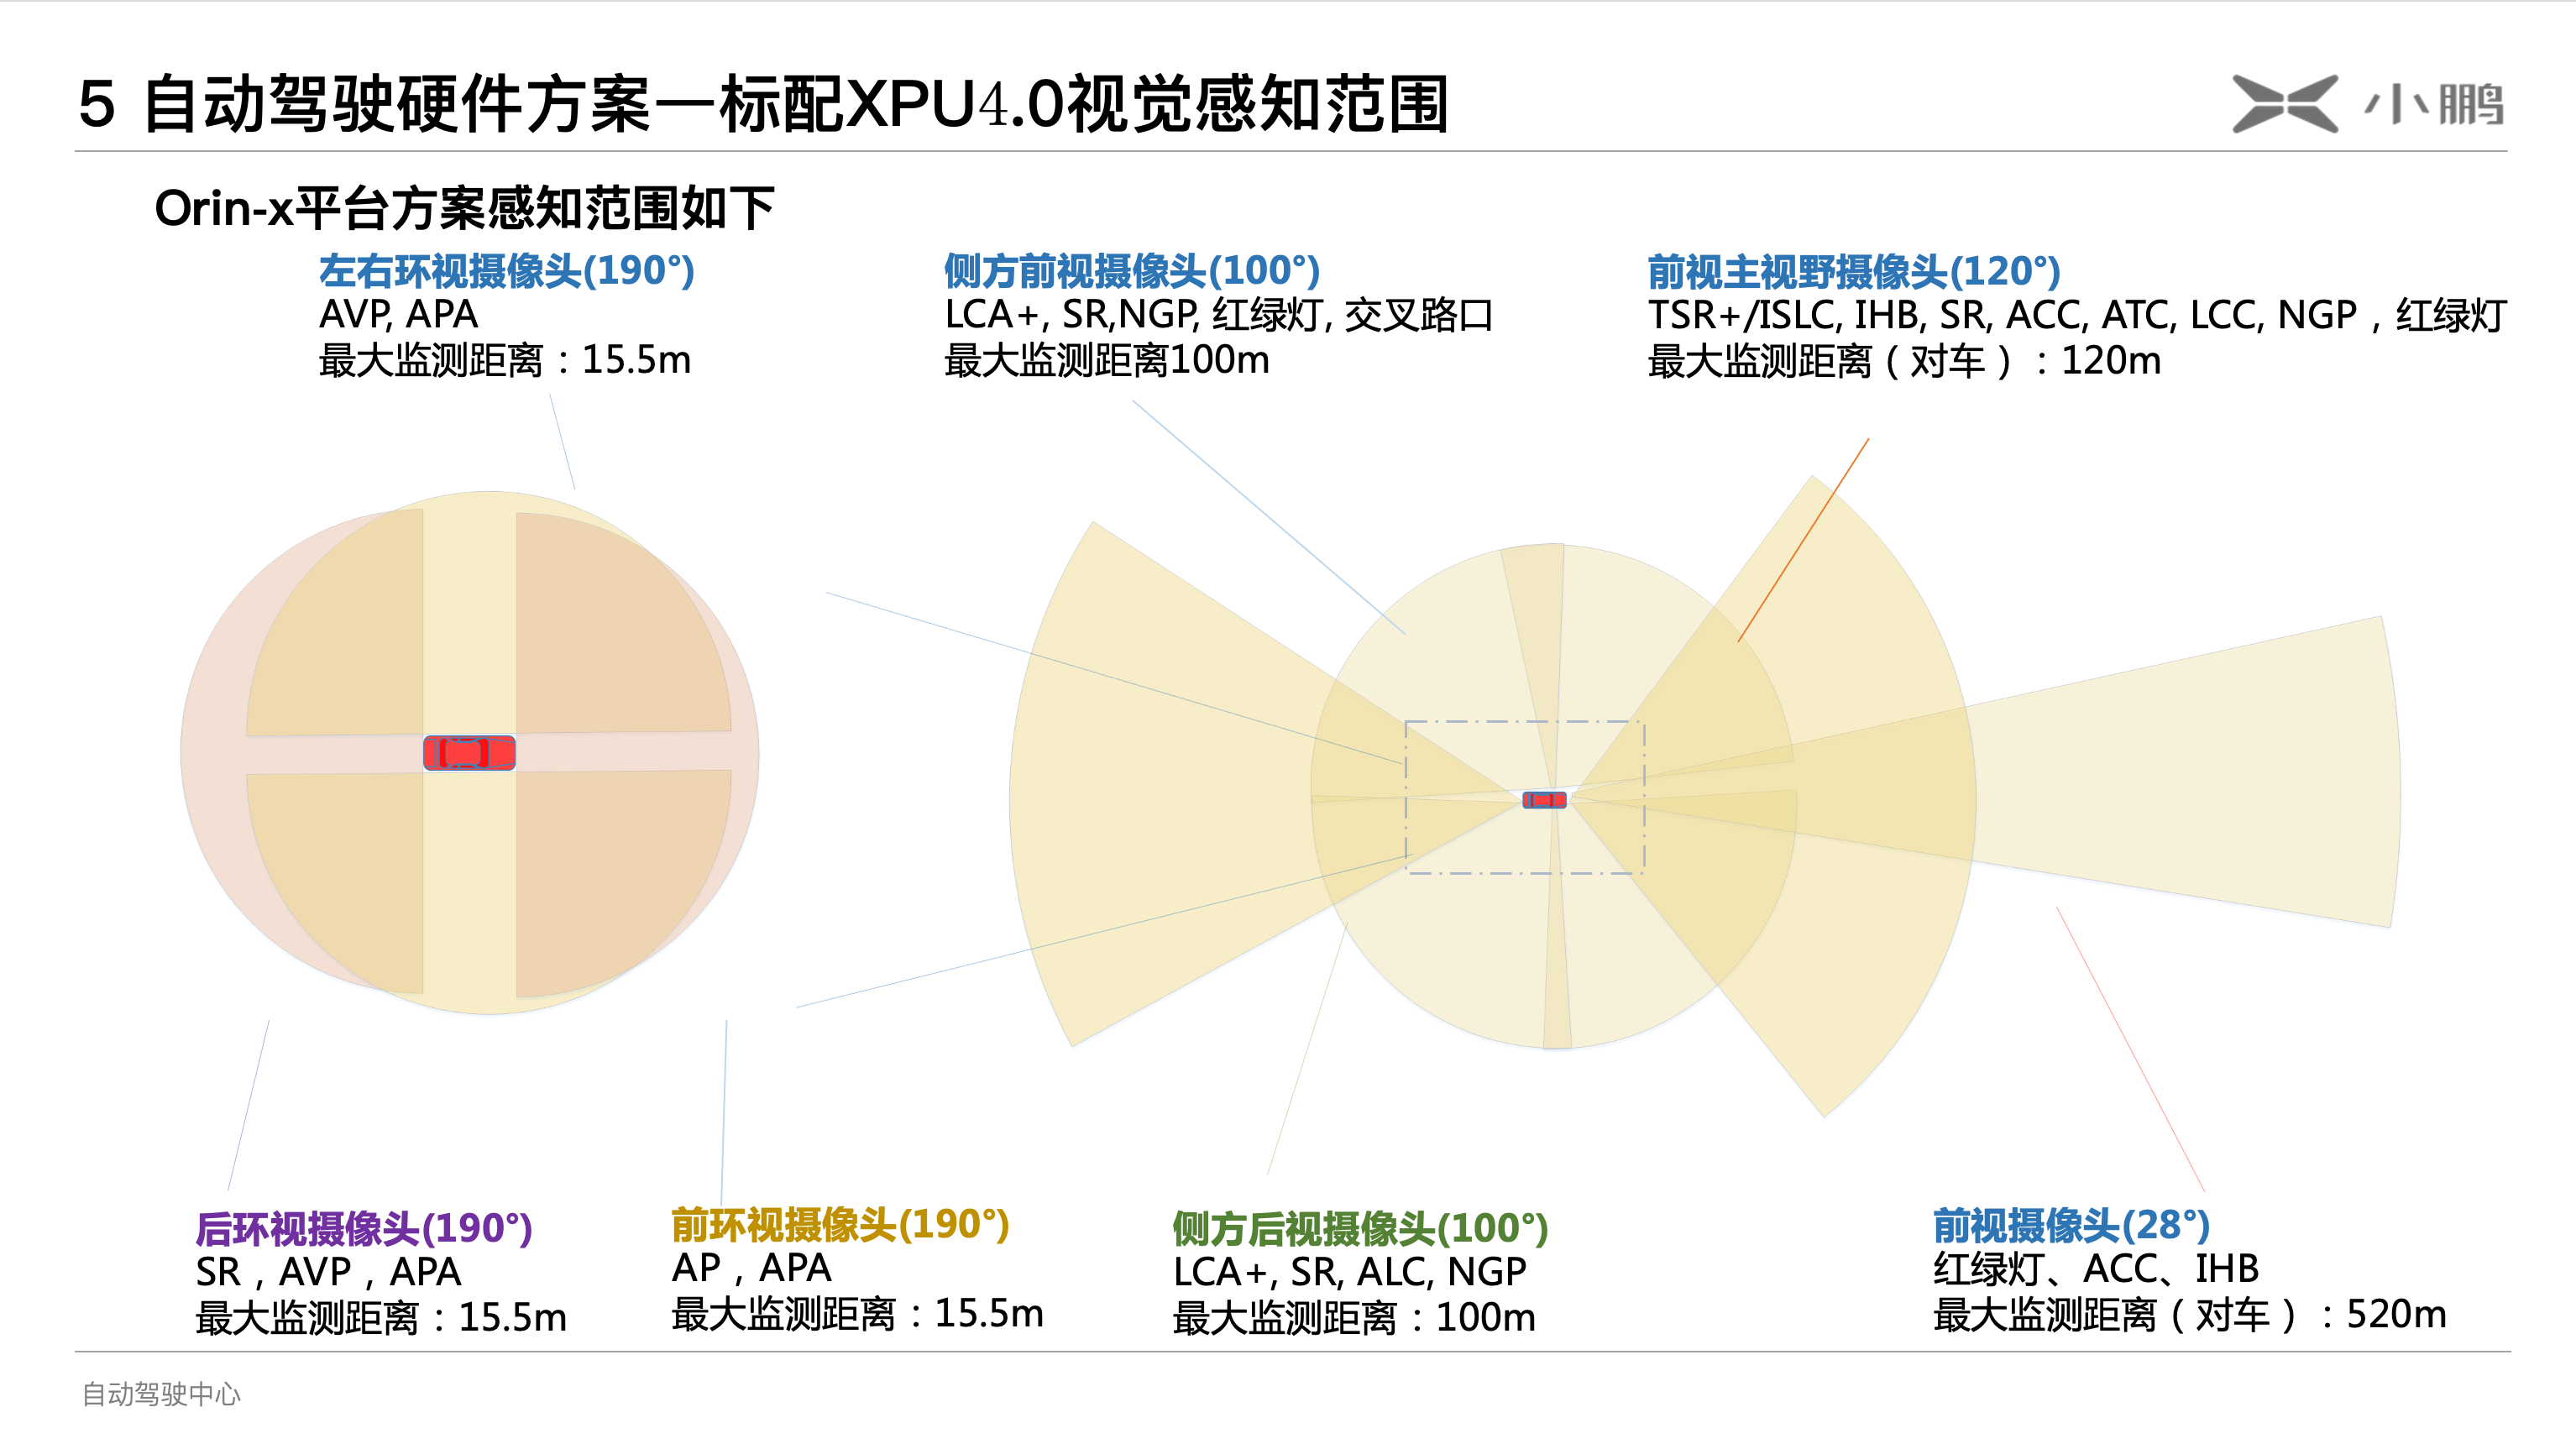 5 自动驾驶硬件方案一标配XPU4.0视觉感知范围
小鹏
Orin-x平台方案感知范围如下
左右环视摄像头(190°)
AVP, APA
最大监测距离：15.5m
侧方前视摄像头(100°)
LCA+, SR,NGP, 红绿灯, 交叉路口
最大监测距离100m
前视主视野摄像头(120°)
TSR+/ISLC, IHB, SR, ACC, ATC, LCC, NGP，红绿灯
最大监测距离（对车）：120m
后环视摄像头(190°)
SR，AVP，APA
最大监测距离：15.5m
前环视摄像头(190°)
AP，APA
最大监测距离：15.5m
侧方后视摄像头(100°)
LCA+, SR, ALC, NGP
最大监测距离：100m
前视摄像头(28°)
红绿灯、ACC、IHB
最大监测距离（对车）：520m
自动驾驶中心